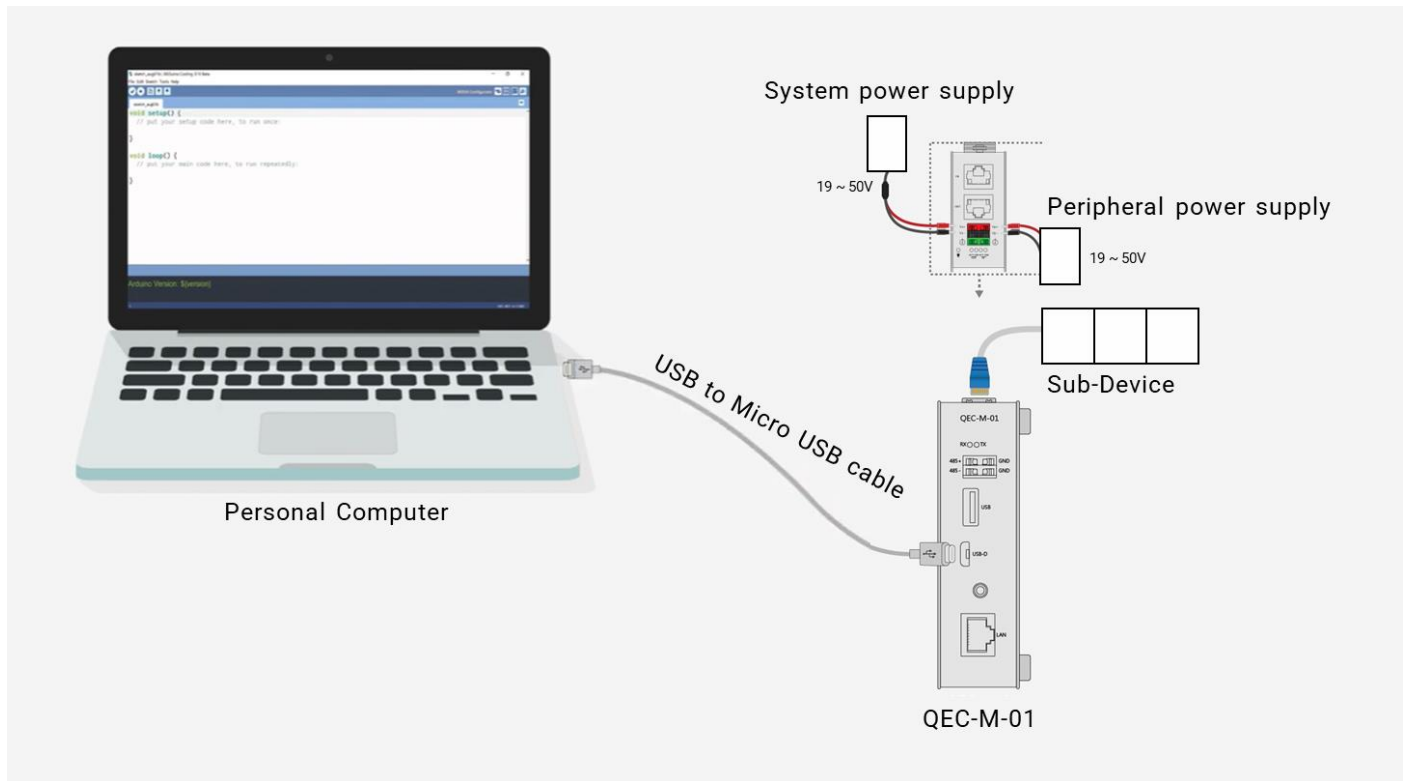 void setup() {
// put your setup code here, to run once:
}
void loop() {
// put your main code here, to run repeatedly:
}
Arduino Version: ${version}
Personal Computer
USB to Micro USB cable
System power supply
19 ~ 50V
Peripheral power supply
19 ~ 50V
Sub-Device
QEC-M-01
RX TX
485+ GND
485- GND
USB
USB-D
LAN
QEC-M-01